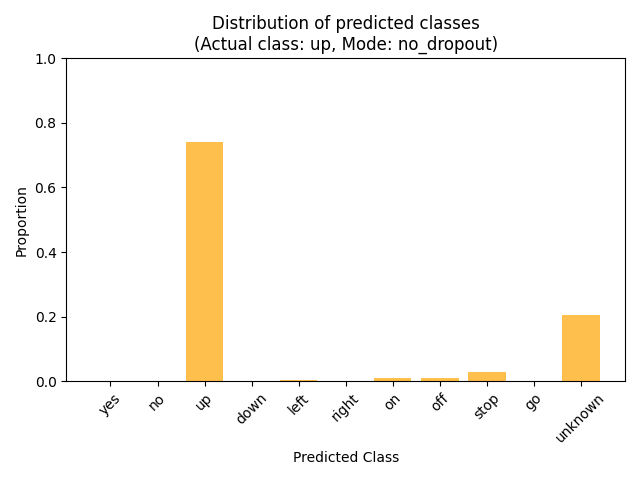 Distribution of predicted classes
(Actual class: up, Mode: no_dropout)
1.0
0.8
0.6
0.4
0.2
0.0
Proportion
yes
no
up
down
left
right
on
off
stop
go
unknown
Predicted Class